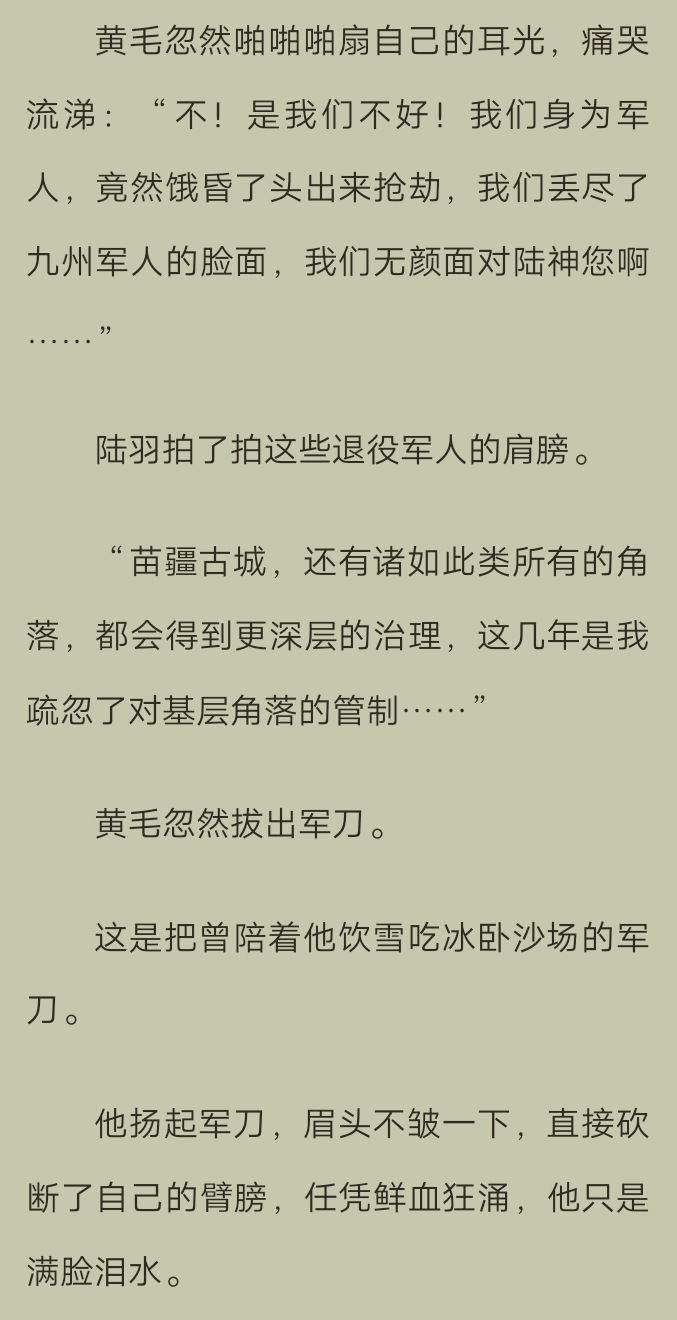 黄毛忽然啪啪啪扇自己的耳光，痛哭
流涕：“不！是我们不好！我们身为军
人，竟然饿昏了头出来抢劫，我们丢尽了
九州军人的脸面，我们无颜面对陆神您啊
……”
陆羽拍了拍这些退役军人的肩膀。
“苗疆古城，还有诸如此类所有的角
落，都会得到更深层的治理，这几年是我
疏忽了对基层角落的管制……”
黄毛忽然拔出军刀。
这是把曾陪着他饮雪吃冰卧沙场的军
刀。
他扬起军刀，眉头不皱一下，直接砍
断了自己的臂膀，任凭鲜血狂涌，他只是
满脸泪水。